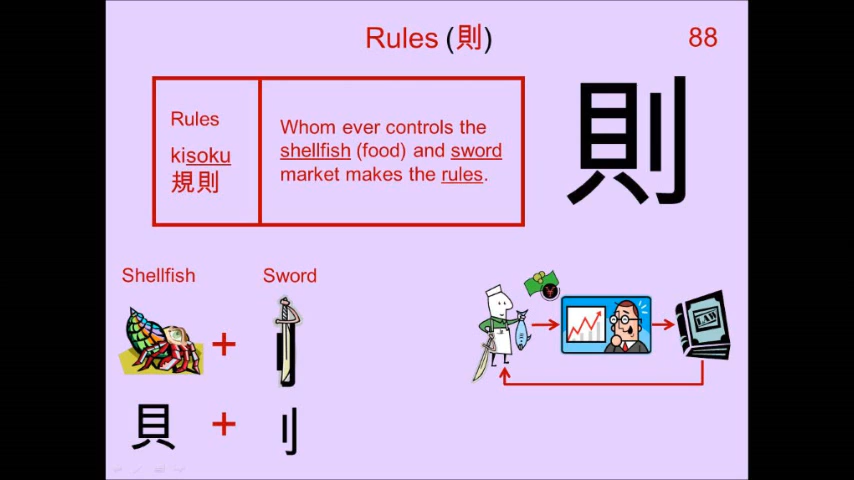 Rules (則)
88
Rules
kisoku
規則
Whom ever controls the
shellfish (food) and sword
market makes the rules.
則
Shellfish
Sword
+
LAW
貝 + 刂